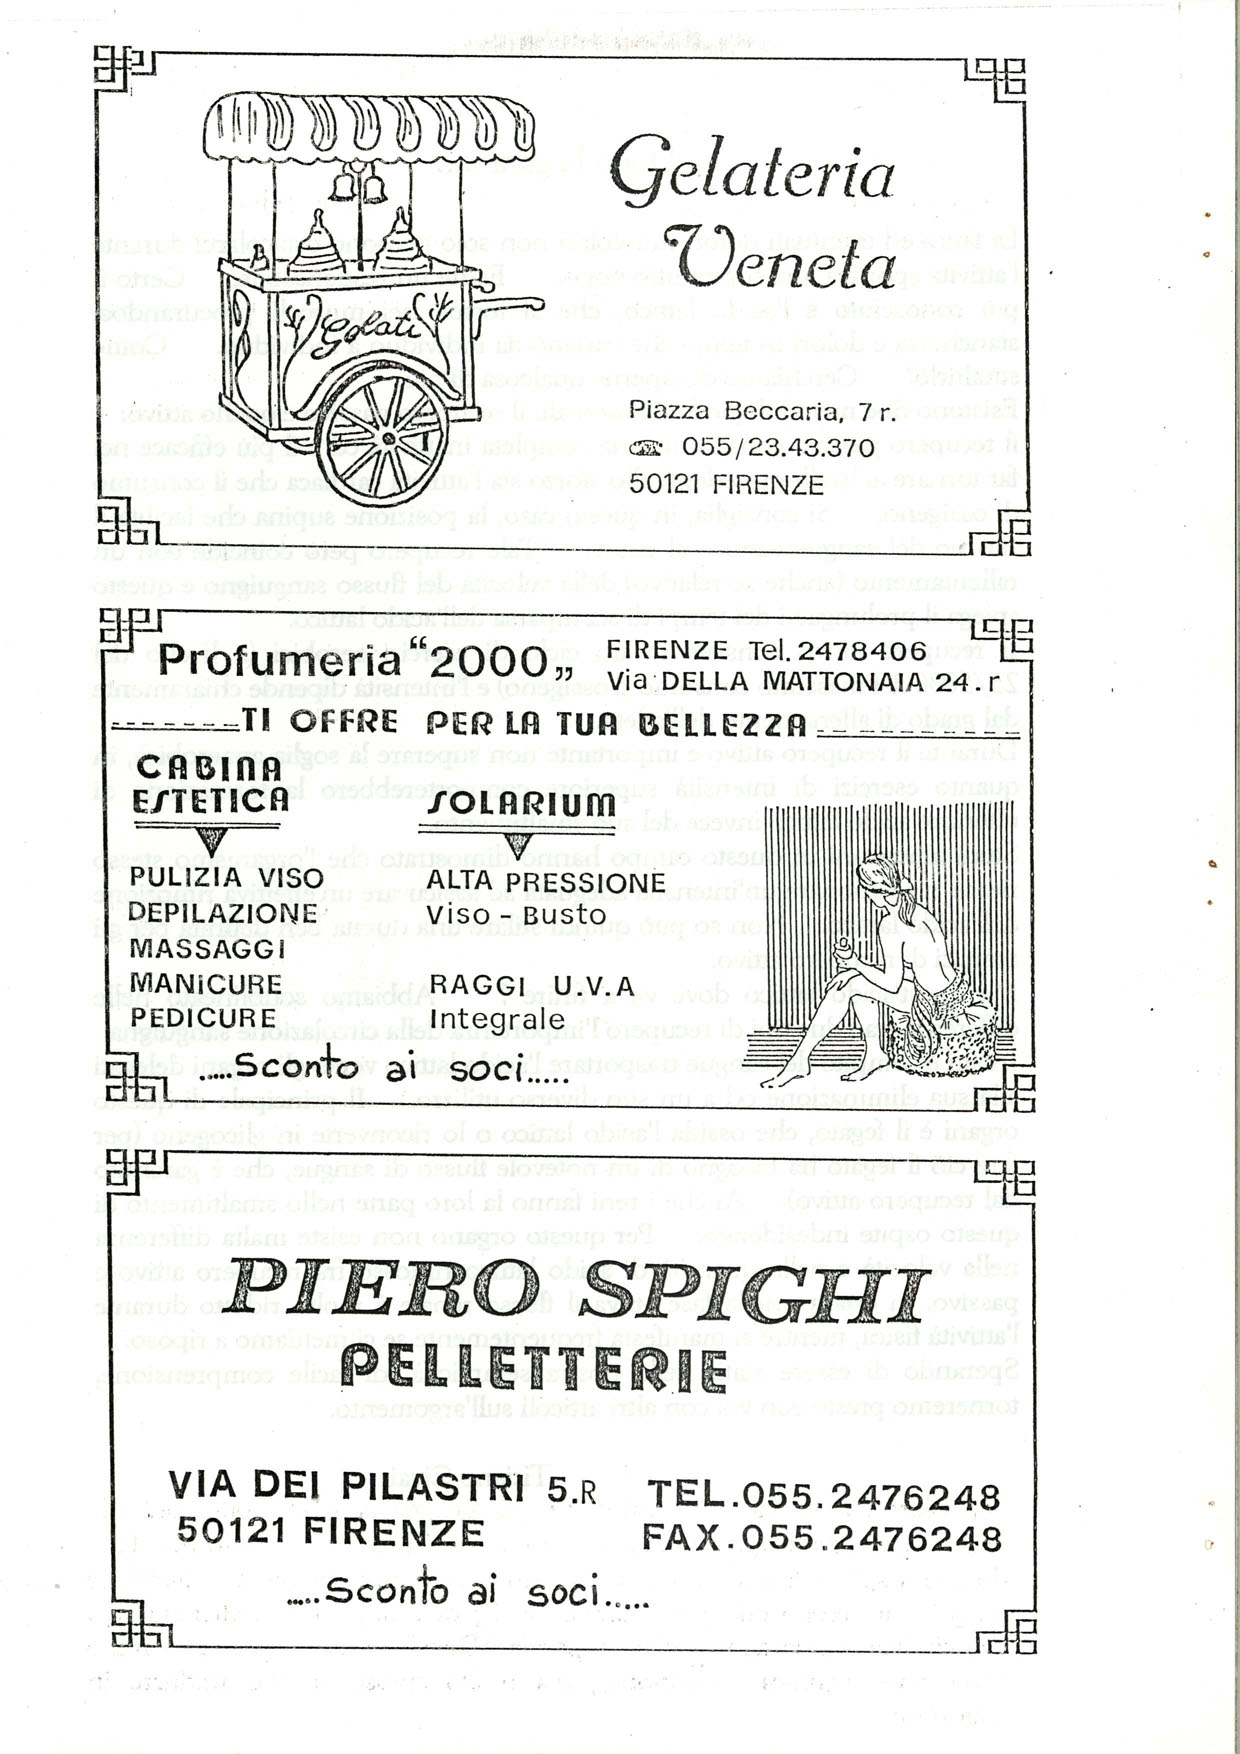 Gelateria
Veneta
Gelati
Piazza Beccaria, 7 r.
☎ 055/23.43.370
50121 FIRENZE
Profumeria “2000„
FIRENZE Tel. 2478406
Via DELLA MATTONAIA 24.r
--------TI OFFRE PER LA TUA BELLEZZA------------
CABINA
ESTETICA
PULIZIA VISO
DEPILAZIONE
MASSAGGI
MANICURE
PEDICURE
SOLARIUM
ALTA PRESSIONE
Viso - Busto
RAGGI U.V.A
Integrale
.....Sconto ai soci.....
PIERO SPIGHI
PELLETTERIE
VIA DEI PILASTRI 5.R
50121 FIRENZE
TEL.055.2476248
FAX.055.2476248
.....Sconto ai soci.....